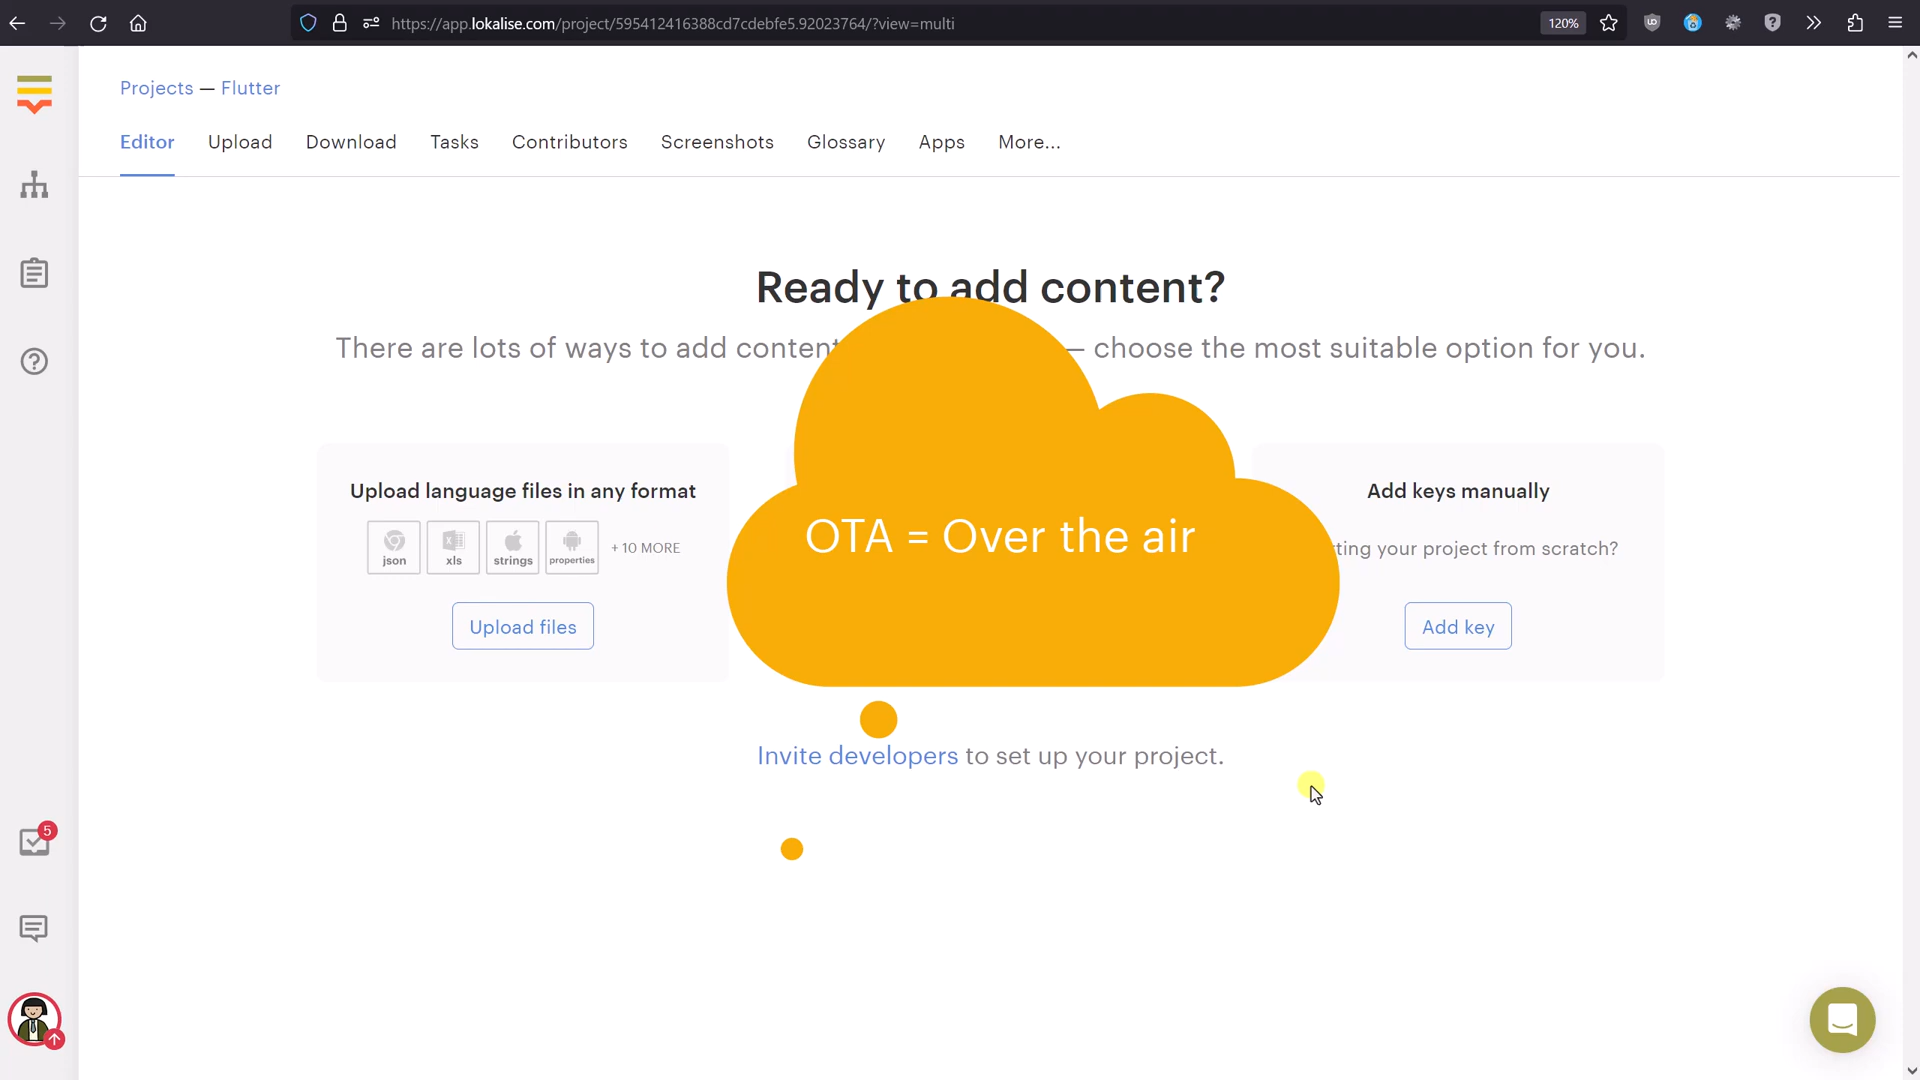 https://app.lokalise.com/project/595412416388cd7cdebfe5.92023764/?view=multi
120%
Projects — Flutter
Editor Upload Download Tasks Contributors Screenshots Glossary Apps More...
Ready to add content?
There are lots of ways to add content — choose the most suitable option for you.
Upload language files in any format
json xls strings properties + 10 MORE
Upload files
OTA = Over the air
Add keys manually
ting your project from scratch?
Add key
Invite developers to set up your project.
5